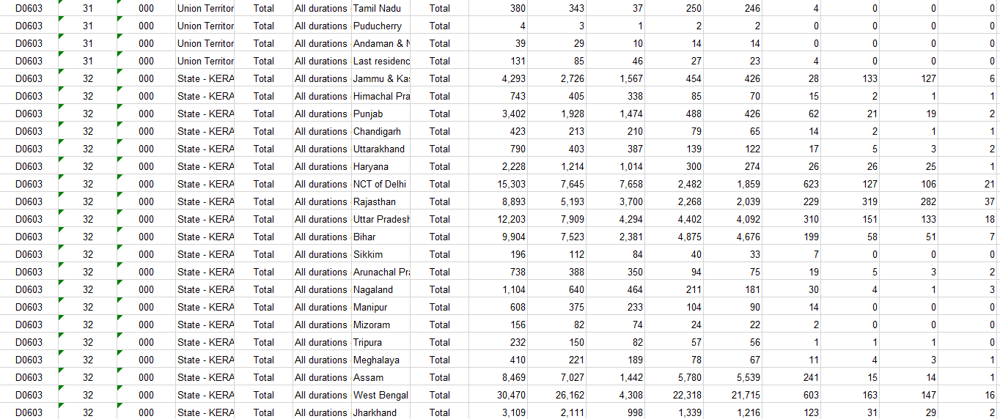 D0603 31 000 Union Territor Total All durations Tamil Nadu Total 380 343 37 250 246 4 0 0 0
D0603 31 000 Union Territor Total All durations Puducherry Total 4 3 1 2 2 0 0 0 0
D0603 31 000 Union Territor Total All durations Andaman & N Total 39 29 10 14 14 0 0 0 0
D0603 31 000 Union Territor Total All durations Last residenc Total 131 85 46 27 23 4 0 0 0
D0603 32 000 State - KERA Total All durations Jammu & Kas Total 4,293 2,726 1,567 454 426 28 133 127 6
D0603 32 000 State - KERA Total All durations Himachal Pra Total 743 405 338 85 70 15 2 1 1
D0603 32 000 State - KERA Total All durations Punjab Total 3,402 1,928 1,474 488 426 62 21 19 2
D0603 32 000 State - KERA Total All durations Chandigarh Total 423 213 210 79 65 14 2 1 1
D0603 32 000 State - KERA Total All durations Uttarakhand Total 790 403 387 139 122 17 5 3 2
D0603 32 000 State - KERA Total All durations Haryana Total 2,228 1,214 1,014 300 274 26 26 25 1
D0603 32 000 State - KERA Total All durations NCT of Delhi Total 15,303 7,645 7,658 2,482 1,859 623 127 106 21
D0603 32 000 State - KERA Total All durations Rajasthan Total 8,893 5,193 3,700 2,268 2,039 229 319 282 37
D0603 32 000 State - KERA Total All durations Uttar Pradesh Total 12,203 7,909 4,294 4,402 4,092 310 151 133 18
D0603 32 000 State - KERA Total All durations Bihar Total 9,904 7,523 2,381 4,875 4,676 199 58 51 7
D0603 32 000 State - KERA Total All durations Sikkim Total 196 112 84 40 33 7 0 0 0
D0603 32 000 State - KERA Total All durations Arunachal Pra Total 738 388 350 94 75 19 5 3 2
D0603 32 000 State - KERA Total All durations Nagaland Total 1,104 640 464 211 181 30 4 1 3
D0603 32 000 State - KERA Total All durations Manipur Total 608 375 233 104 90 14 0 0 0
D0603 32 000 State - KERA Total All durations Mizoram Total 156 82 74 24 22 2 0 0 0
D0603 32 000 State - KERA Total All durations Tripura Total 232 150 82 57 56 1 1 1 0
D0603 32 000 State - KERA Total All durations Meghalaya Total 410 221 189 78 67 11 4 3 1
D0603 32 000 State - KERA Total All durations Assam Total 8,469 7,027 1,442 5,780 5,539 241 15 14 1
D0603 32 000 State - KERA Total All durations West Bengal Total 30,470 26,162 4,308 22,318 21,715 603 163 147 16
D0603 32 000 State - KERA Total All durations Jharkhand Total 3,109 2,111 998 1,339 1,216 123 31 29 2